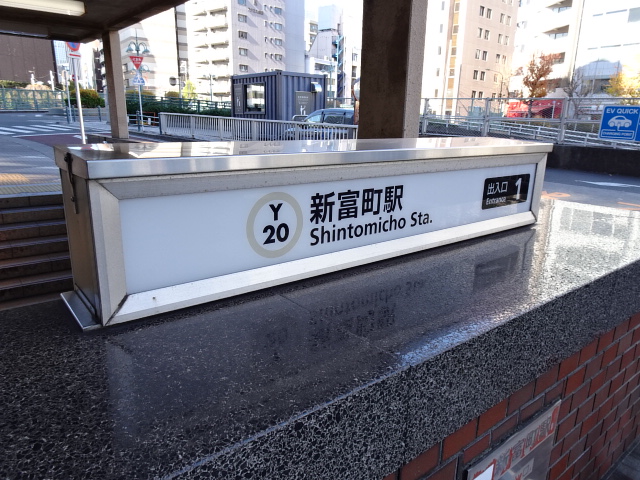 Y
20
新富町駅
Shintomicho Sta.
出入口
Entrance
1
EV QUICK